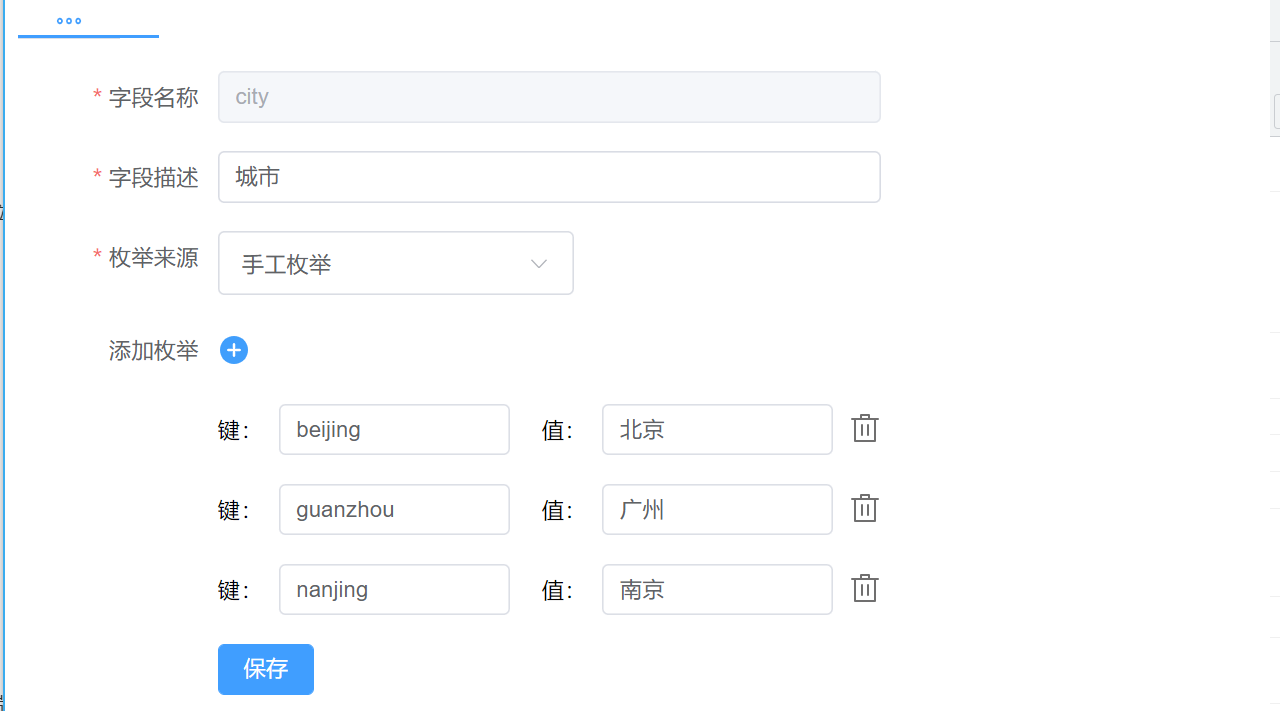 * 字段名称 city
* 字段描述 城市
* 枚举来源 手工枚举
添加枚举
键： beijing 值： 北京
键： guanzhou 值： 广州
键： nanjing 值： 南京
保存